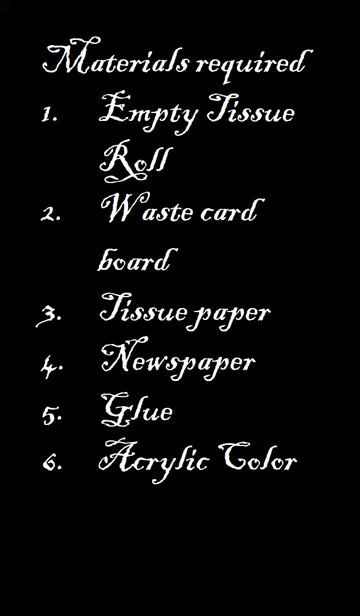 Materials required
1. Empty Tissue
Roll
2. Waste card
board
3. Tissue paper
4. Newspaper
5. Glue
6. Acrylic Color